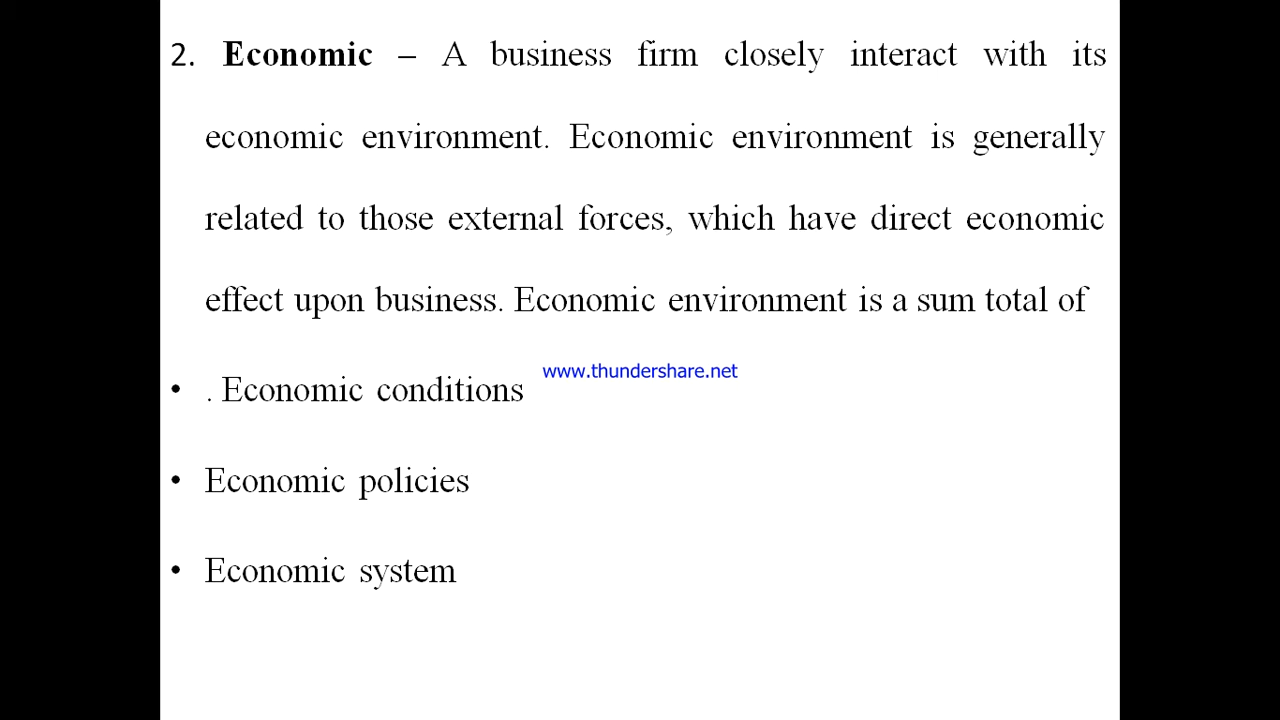 2. Economic – A business firm closely interact with its
economic environment. Economic environment is generally
related to those external forces, which have direct economic
effect upon business. Economic environment is a sum total of
www.thundershare.net
• . Economic conditions
• Economic policies
• Economic system